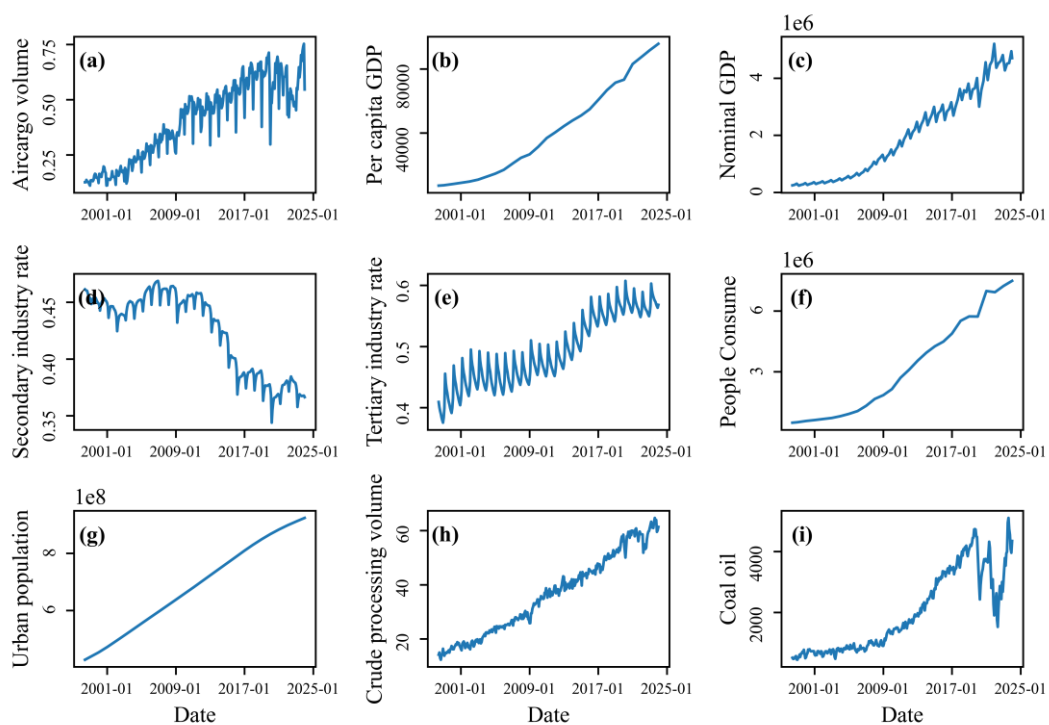 (a)
Aircargo volume
0.75
0.50
0.25
2001-01 2009-01 2017-01 2025-01
(b)
Per capita GDP
80000
40000
2001-01 2009-01 2017-01 2025-01
1e6
(c)
Nominal GDP
4
2
0
2001-01 2009-01 2017-01 2025-01
(d)
Secondary industry rate
0.45
0.40
0.35
2001-01 2009-01 2017-01 2025-01
(e)
Tertiary industry rate
0.6
0.5
0.4
2001-01 2009-01 2017-01 2025-01
1e6
(f)
People Consume
6
3
2001-01 2009-01 2017-01 2025-01
1e8
(g)
Urban population
8
6
2001-01 2009-01 2017-01 2025-01
Date
(h)
Crude processing volume
60
40
20
2001-01 2009-01 2017-01 2025-01
Date
(i)
Coal oil
4000
2000
2001-01 2009-01 2017-01 2025-01
Date